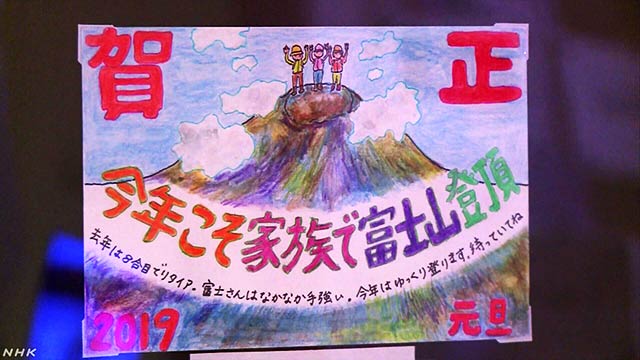 賀正
今年こそ家族で富士山登頂
去年は8合目でリタイア。富士さんはなかなか手強い。今年はゆっくり登ります。待っていてね
2019 元旦
NHK